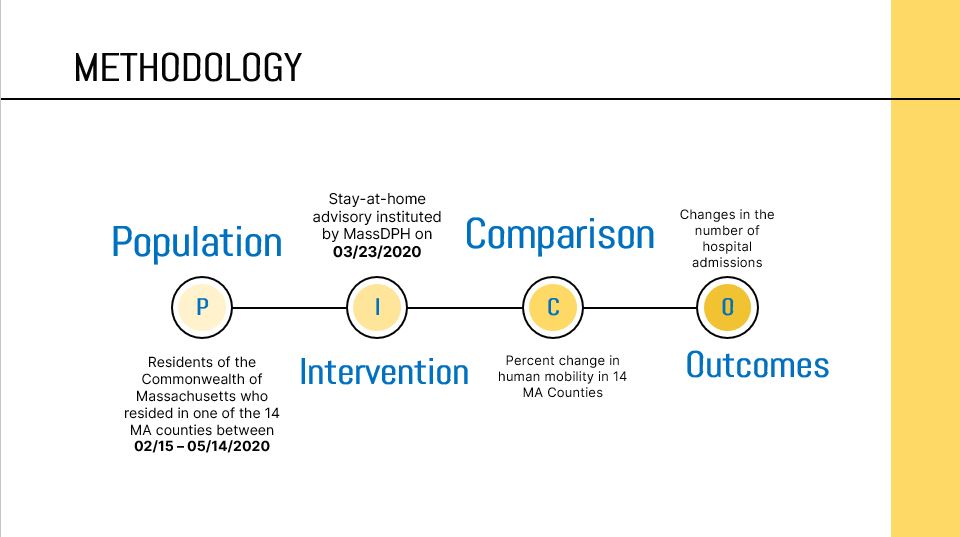 METHODOLOGY
Population
P
Residents of the
Commonwealth of
Massachusetts who
resided in one of the 14
MA counties between
02/15 – 05/14/2020
Stay-at-home
advisory instituted
by MassDPH on
03/23/2020
I
Intervention
Comparison
C
Percent change in
human mobility in 14
MA Counties
Changes in the
number of
hospital
admissions
O
Outcomes